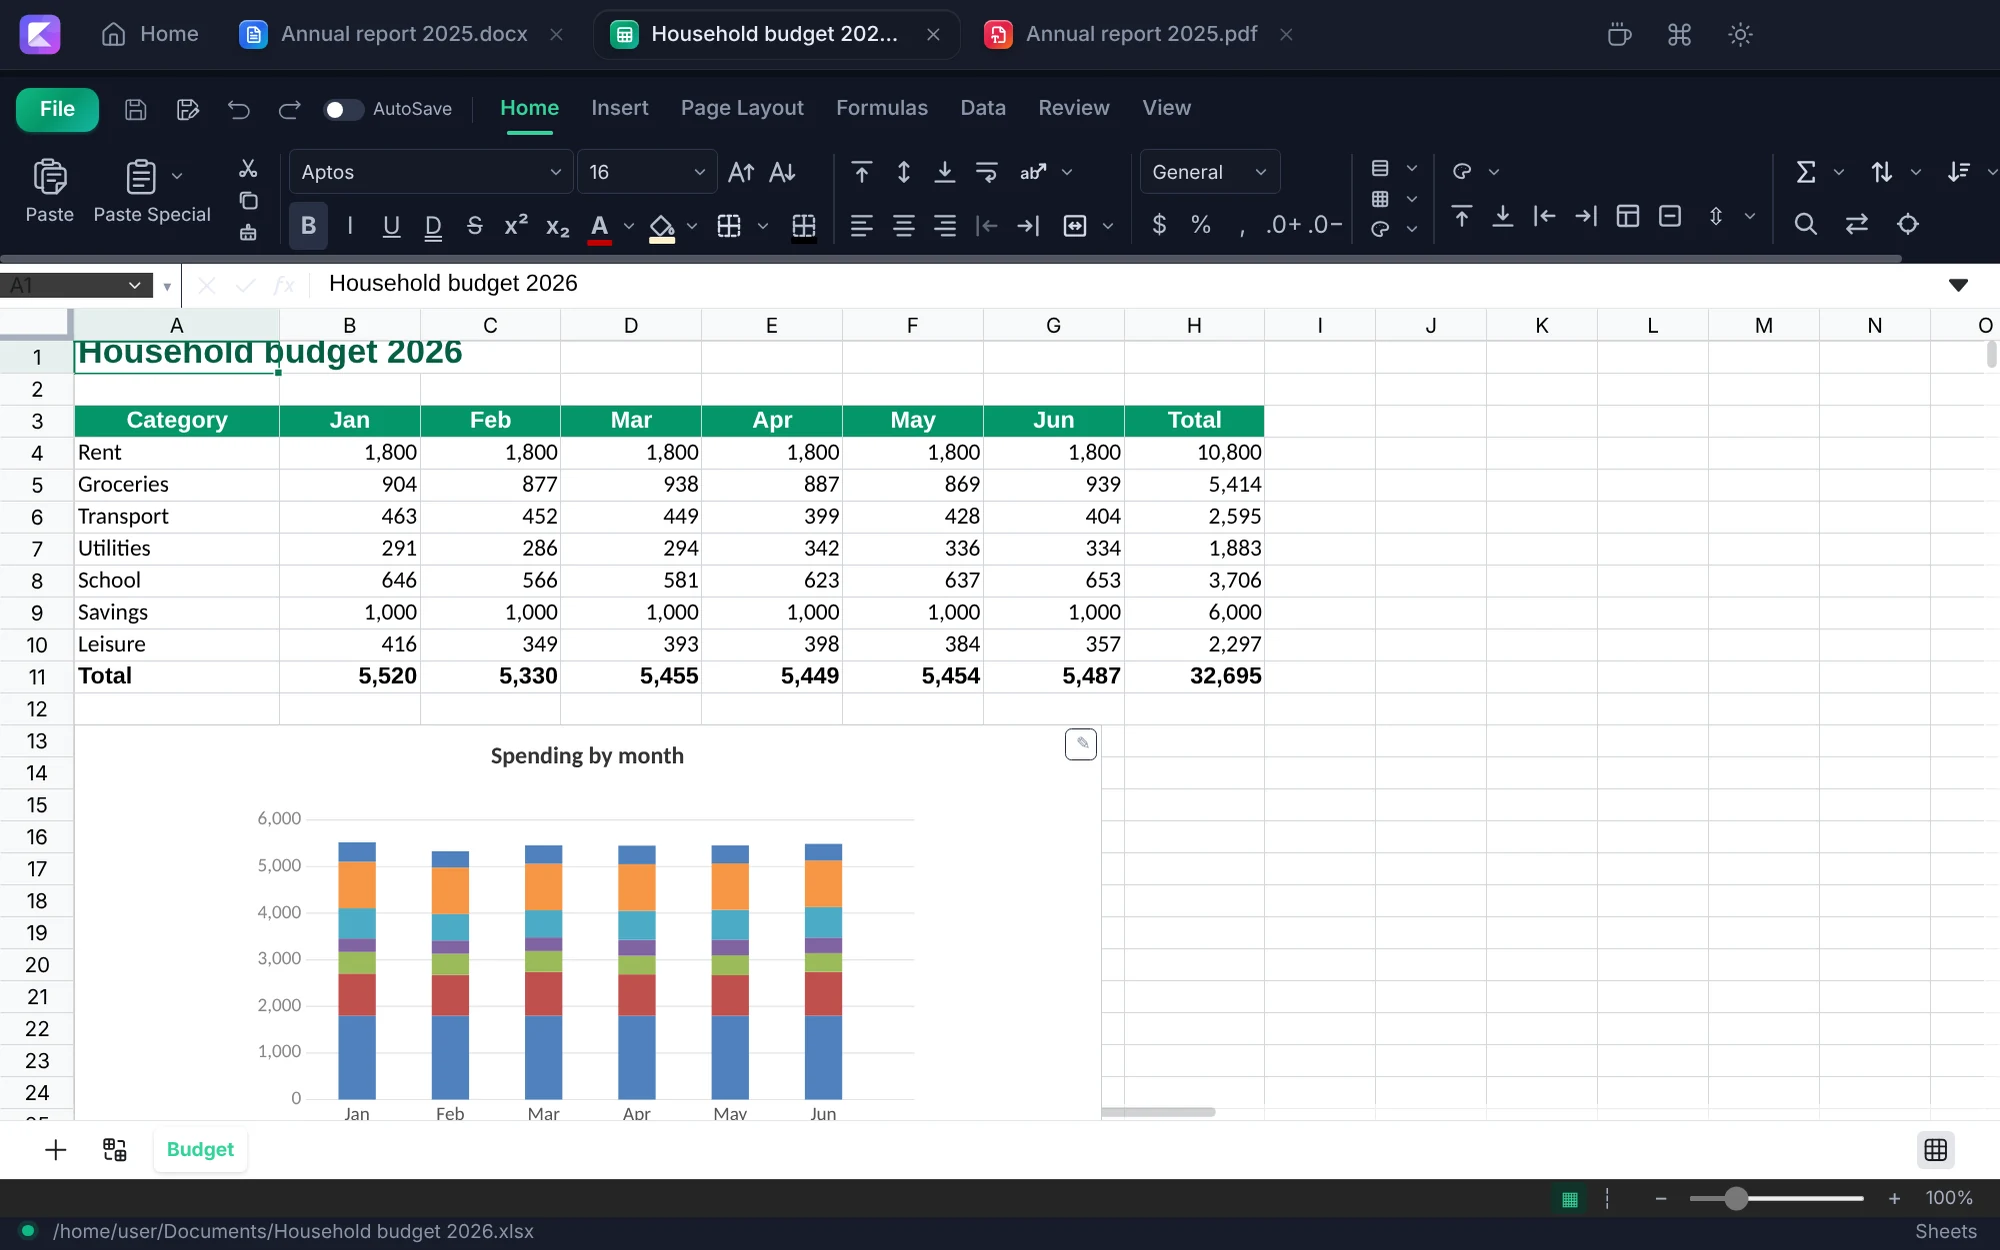 Home
Annual report 2025.docx
Household budget 202...
Annual report 2025.pdf
File
AutoSave
Home
Insert
Page Layout
Formulas
Data
Review
View
Paste
Paste Special
Aptos
16
General
A1
Household budget 2026
A B C D E F G H I J K L M N O
1 Household budget 2026
2
3 Category Jan Feb Mar Apr May Jun Total
4 Rent 1,800 1,800 1,800 1,800 1,800 1,800 10,800
5 Groceries 904 877 938 887 869 939 5,414
6 Transport 463 452 449 399 428 404 2,595
7 Utilities 291 286 294 342 336 334 1,883
8 School 646 566 581 623 637 653 3,706
9 Savings 1,000 1,000 1,000 1,000 1,000 1,000 6,000
10 Leisure 416 349 393 398 384 357 2,297
11 Total 5,520 5,330 5,455 5,449 5,454 5,487 32,695
12
13
14
15
16
17
18
19
20
21
22
23
24
Spending by month
6,000
5,000
4,000
3,000
2,000
1,000
0
Jan Feb Mar Apr May Jun
Budget
100%
/home/user/Documents/Household budget 2026.xlsx
Sheets